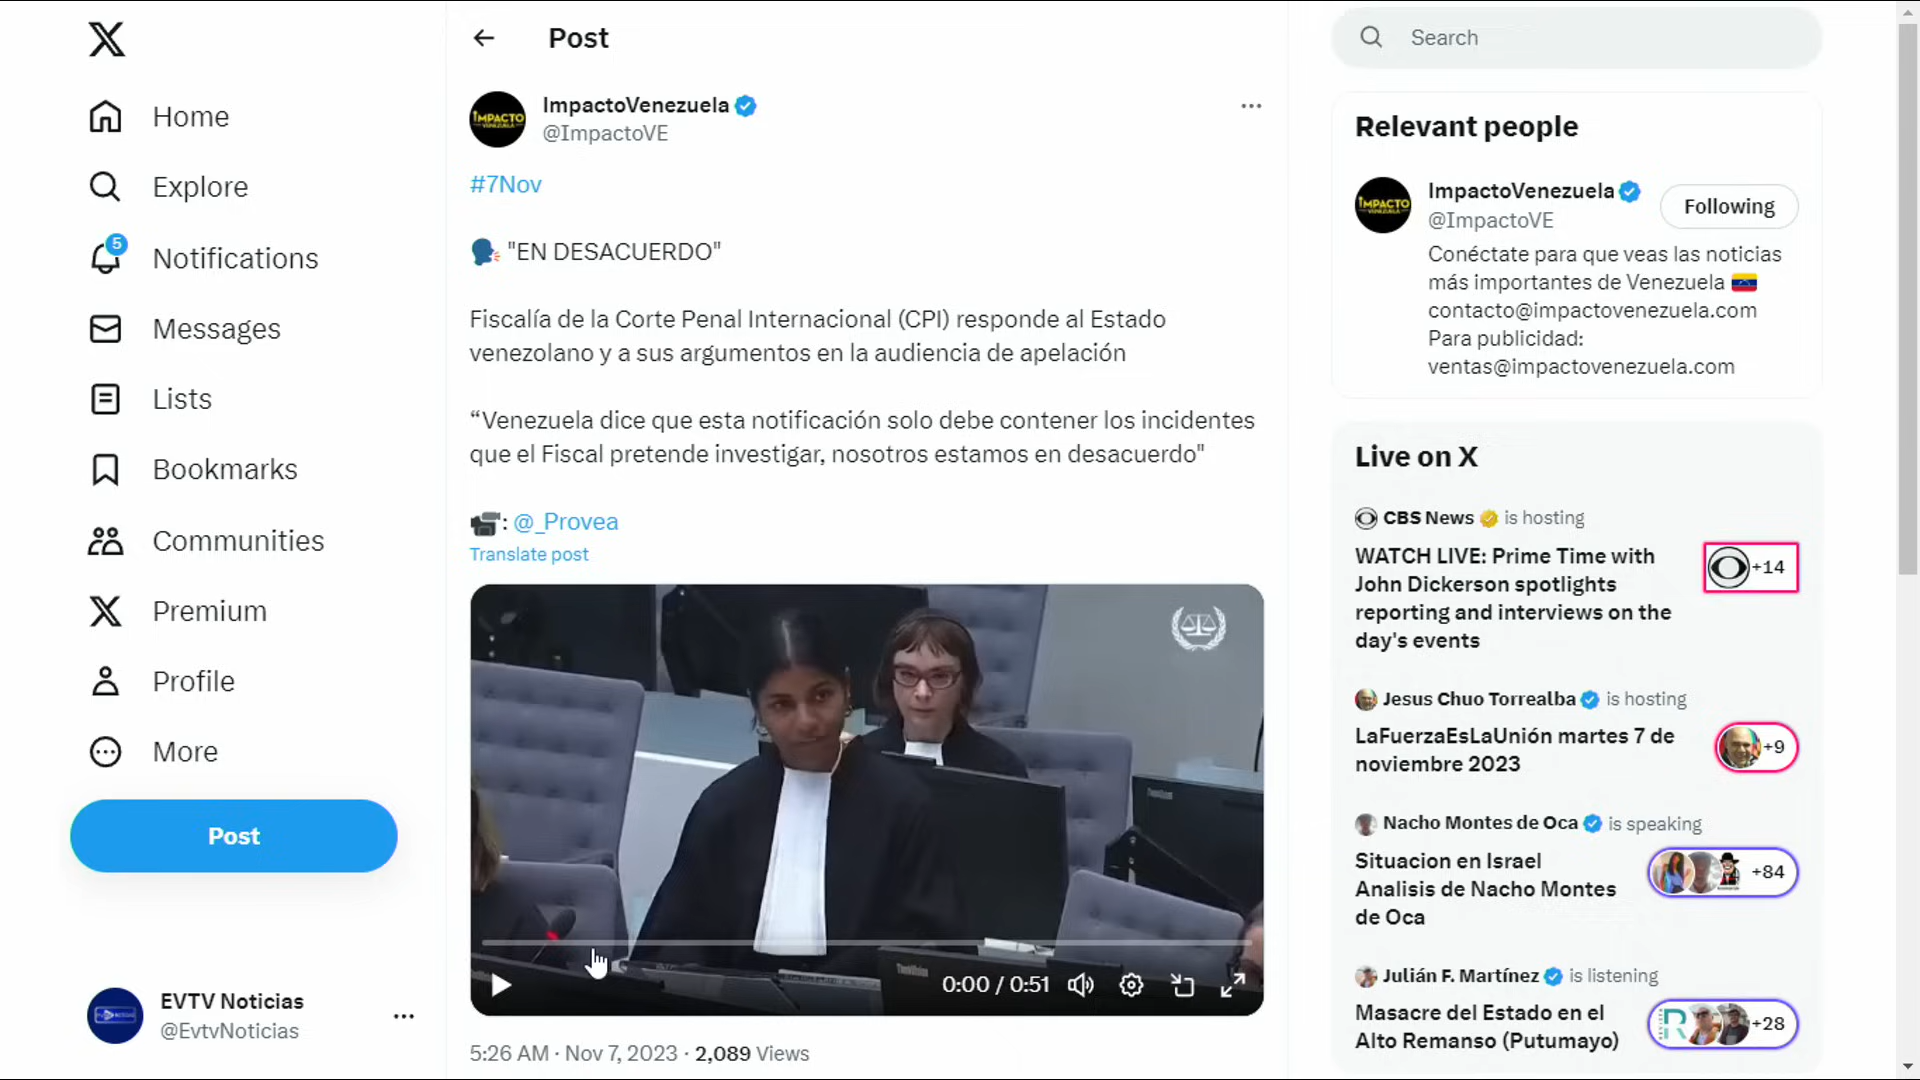 Home
Explore
5
Notifications
Messages
Lists
Bookmarks
Communities
Premium
Profile
More
Post
EVTV Noticias
@EvtvNoticias
Post
IMPACTO
VENEZUELA
ImpactoVenezuela
@ImpactoVE
#7Nov
"EN DESACUERDO"
Fiscalía de la Corte Penal Internacional (CPI) responde al Estado
venezolano y a sus argumentos en la audiencia de apelación
“Venezuela dice que esta notificación solo debe contener los incidentes
que el Fiscal pretende investigar, nosotros estamos en desacuerdo"
: @_Provea
Translate post
0:00 / 0:51
5:26 AM · Nov 7, 2023 · 2,089 Views
Search
Relevant people
IMPACTO
VENEZUELA
ImpactoVenezuela
@ImpactoVE
Following
Conéctate para que veas las noticias
más importantes de Venezuela
contacto@impactovenezuela.com
Para publicidad:
ventas@impactovenezuela.com
Live on X
CBS News is hosting
WATCH LIVE: Prime Time with
John Dickerson spotlights
reporting and interviews on the
day's events
+14
Jesus Chuo Torrealba is hosting
LaFuerzaEsLaUnión martes 7 de
noviembre 2023
+9
Nacho Montes de Oca is speaking
Situacion en Israel
Analisis de Nacho Montes
de Oca
+84
Julián F. Martínez is listening
Masacre del Estado en el
Alto Remanso (Putumayo)
+28